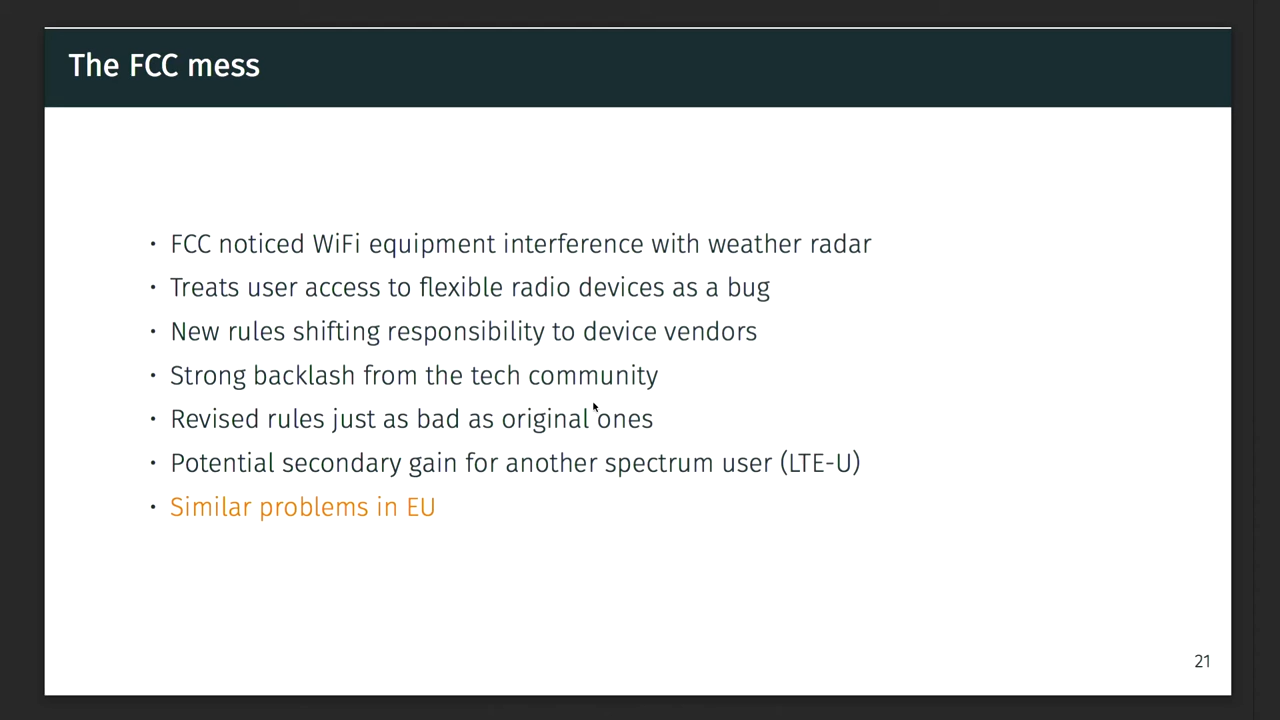 The FCC mess
• FCC noticed WiFi equipment interference with weather radar
• Treats user access to flexible radio devices as a bug
• New rules shifting responsibility to device vendors
• Strong backlash from the tech community
• Revised rules just as bad as original ones
• Potential secondary gain for another spectrum user (LTE-U)
• Similar problems in EU
21